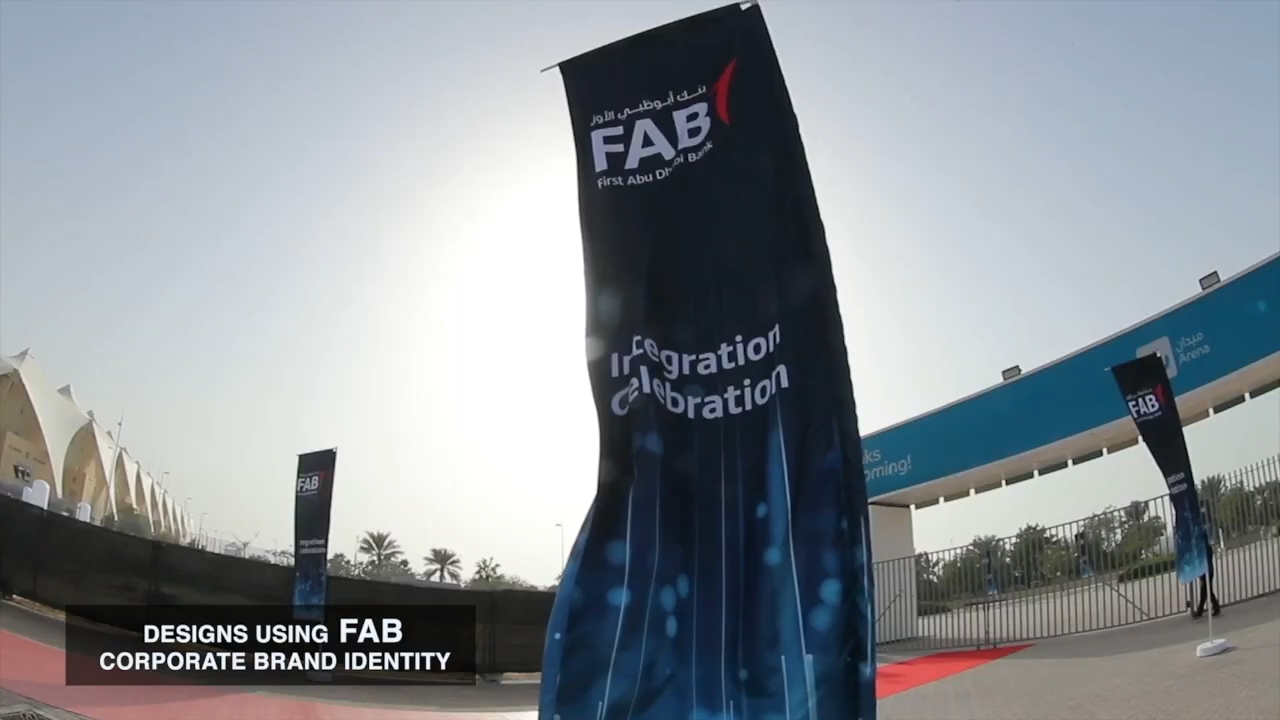 بنك أبوظبي الأول
FAB
First Abu Dhabi Bank
Integration
Celebration
ميدان
Arena
FAB
FAB
DESIGNS USING FAB
CORPORATE BRAND IDENTITY